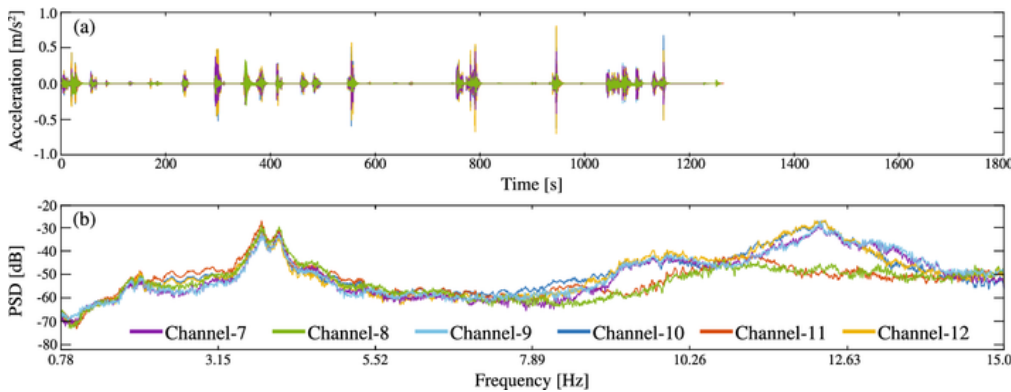 (a)
Acceleration [m/s²]
1.0
0.5
0.0
-0.5
-1.0
0 200 400 600 800 1000 1200 1400 1600 1800
Time [s]
(b)
PSD [dB]
-20
-30
-40
-50
-60
-70
-80
Channel-7 Channel-8 Channel-9 Channel-10 Channel-11 Channel-12
0.78 3.15 5.52 7.89 10.26 12.63 15.0
Frequency [Hz]